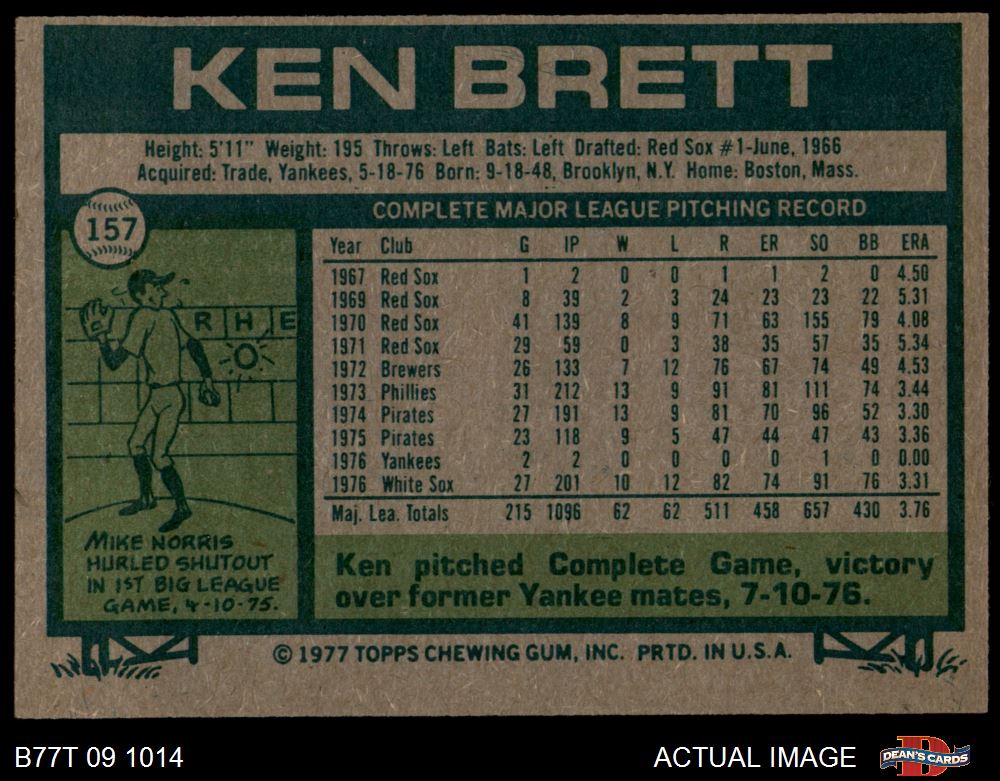 KEN BRETT
Height: 5'11" Weight: 195 Throws: Left Bats: Left Drafted: Red Sox #1-June, 1966
Acquired: Trade, Yankees, 5-18-76 Born: 9-18-48, Brooklyn, N.Y. Home: Boston, Mass.
157
COMPLETE MAJOR LEAGUE PITCHING RECORD
Year Club G IP W L R ER SO BB ERA
1967 Red Sox 1 2 0 0 1 1 2 0 4.50
1969 Red Sox 8 39 2 3 24 23 23 22 5.31
1970 Red Sox 41 139 8 9 71 63 155 79 4.08
1971 Red Sox 29 59 0 3 38 35 57 35 5.34
1972 Brewers 26 133 7 12 76 67 74 49 4.53
1973 Phillies 31 212 13 9 91 81 111 74 3.44
1974 Pirates 27 191 13 9 81 70 96 52 3.30
1975 Pirates 23 118 9 5 47 44 47 43 3.36
1976 Yankees 2 2 0 0 0 0 1 0 0.00
1976 White Sox 27 201 10 12 82 74 91 76 3.31
Maj. Lea. Totals 215 1096 62 62 511 458 657 430 3.76
R H E
O
MIKE NORRIS
HURLED SHUTOUT
IN 1ST BIG LEAGUE
GAME, 4-10-75.
Ken pitched Complete Game, victory
over former Yankee mates, 7-10-76.
© 1977 TOPPS CHEWING GUM, INC. PRTD. IN U.S.A.
B77T 09 1014
ACTUAL IMAGE
D
DEAN'S CARDS